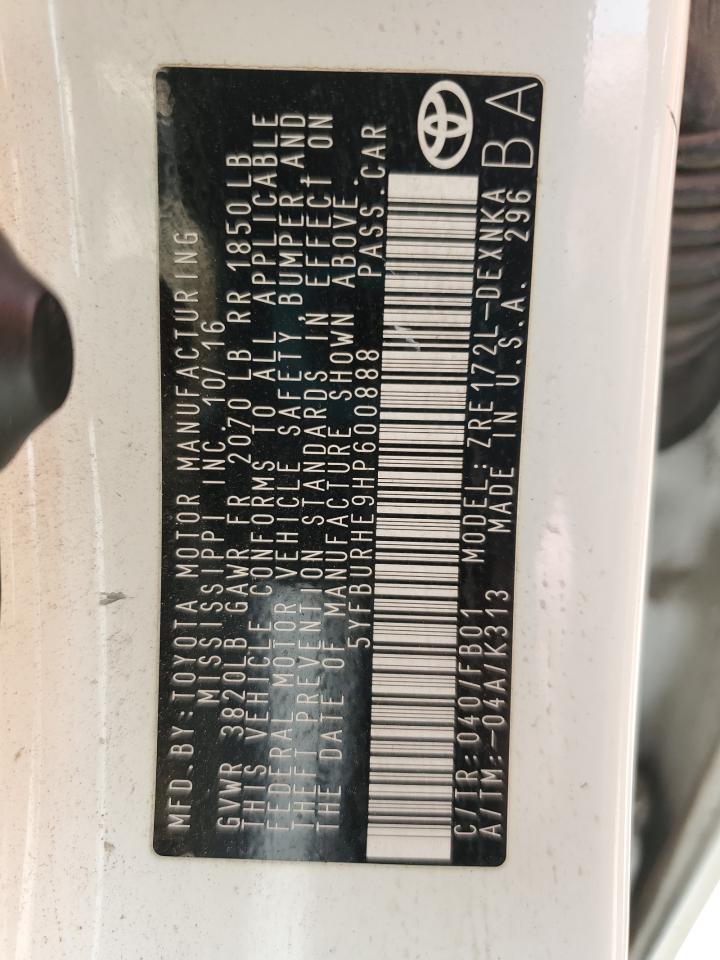 MFD.BY:TOYOTA MOTOR MANUFACTURING
MISSISSIPPI INC. 10/16
GVWR 3820LB GAWR FR 2070 LB RR 1850LB
THIS VEHICLE CONFORMS TO ALL APPLICABLE
FEDERAL MOTOR VEHICLE SAFETY,BUMPER,AND
THEFT PREVENTION STANDARDS IN EFFECT ON
THE DATE OF MANUFACTURE SHOWN ABOVE.
5YFBURHE9HP600888 PASS.CAR
C/TR:040/FB01 MODEL:ZRE172L-DEXNKA
A/TM:-04A/K313 MADE IN U.S.A. 296 BA